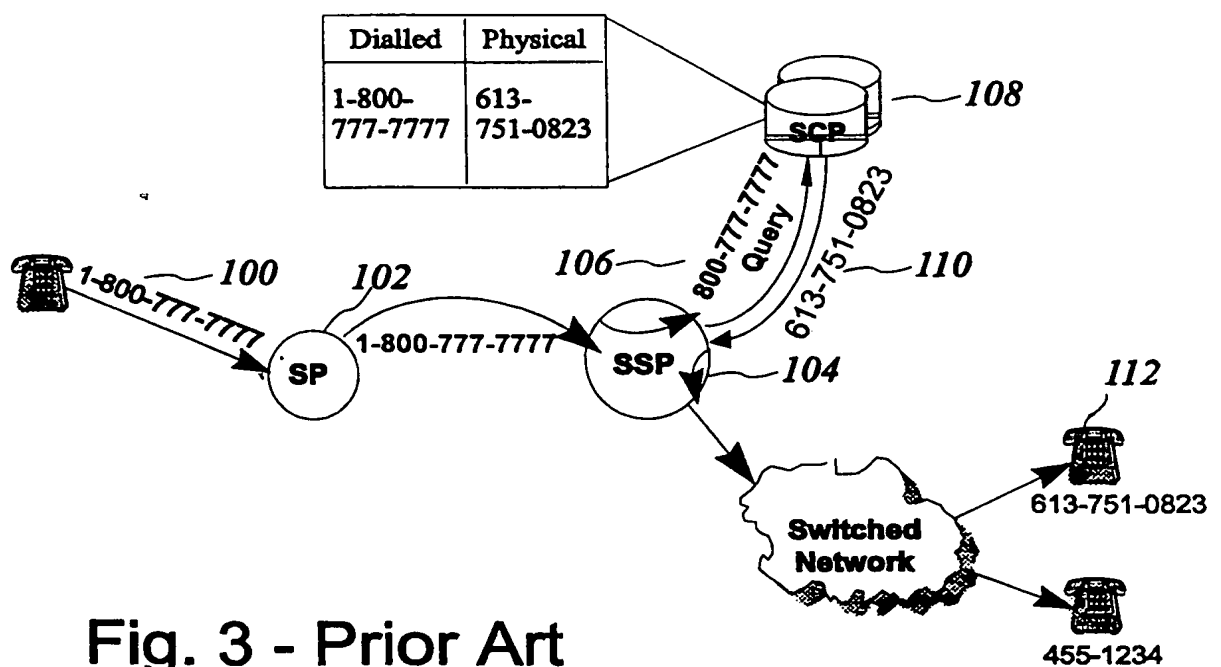 Dialled Physical
1-800- 613-
777-7777 751-0823
SCP
108
800-777-7777
Query
613-751-0823
106
110
100
1-800-777-7777
102
SP
1-800-777-7777
SSP
104
112
613-751-0823
Switched
Network
455-1234
Fig. 3 - Prior Art